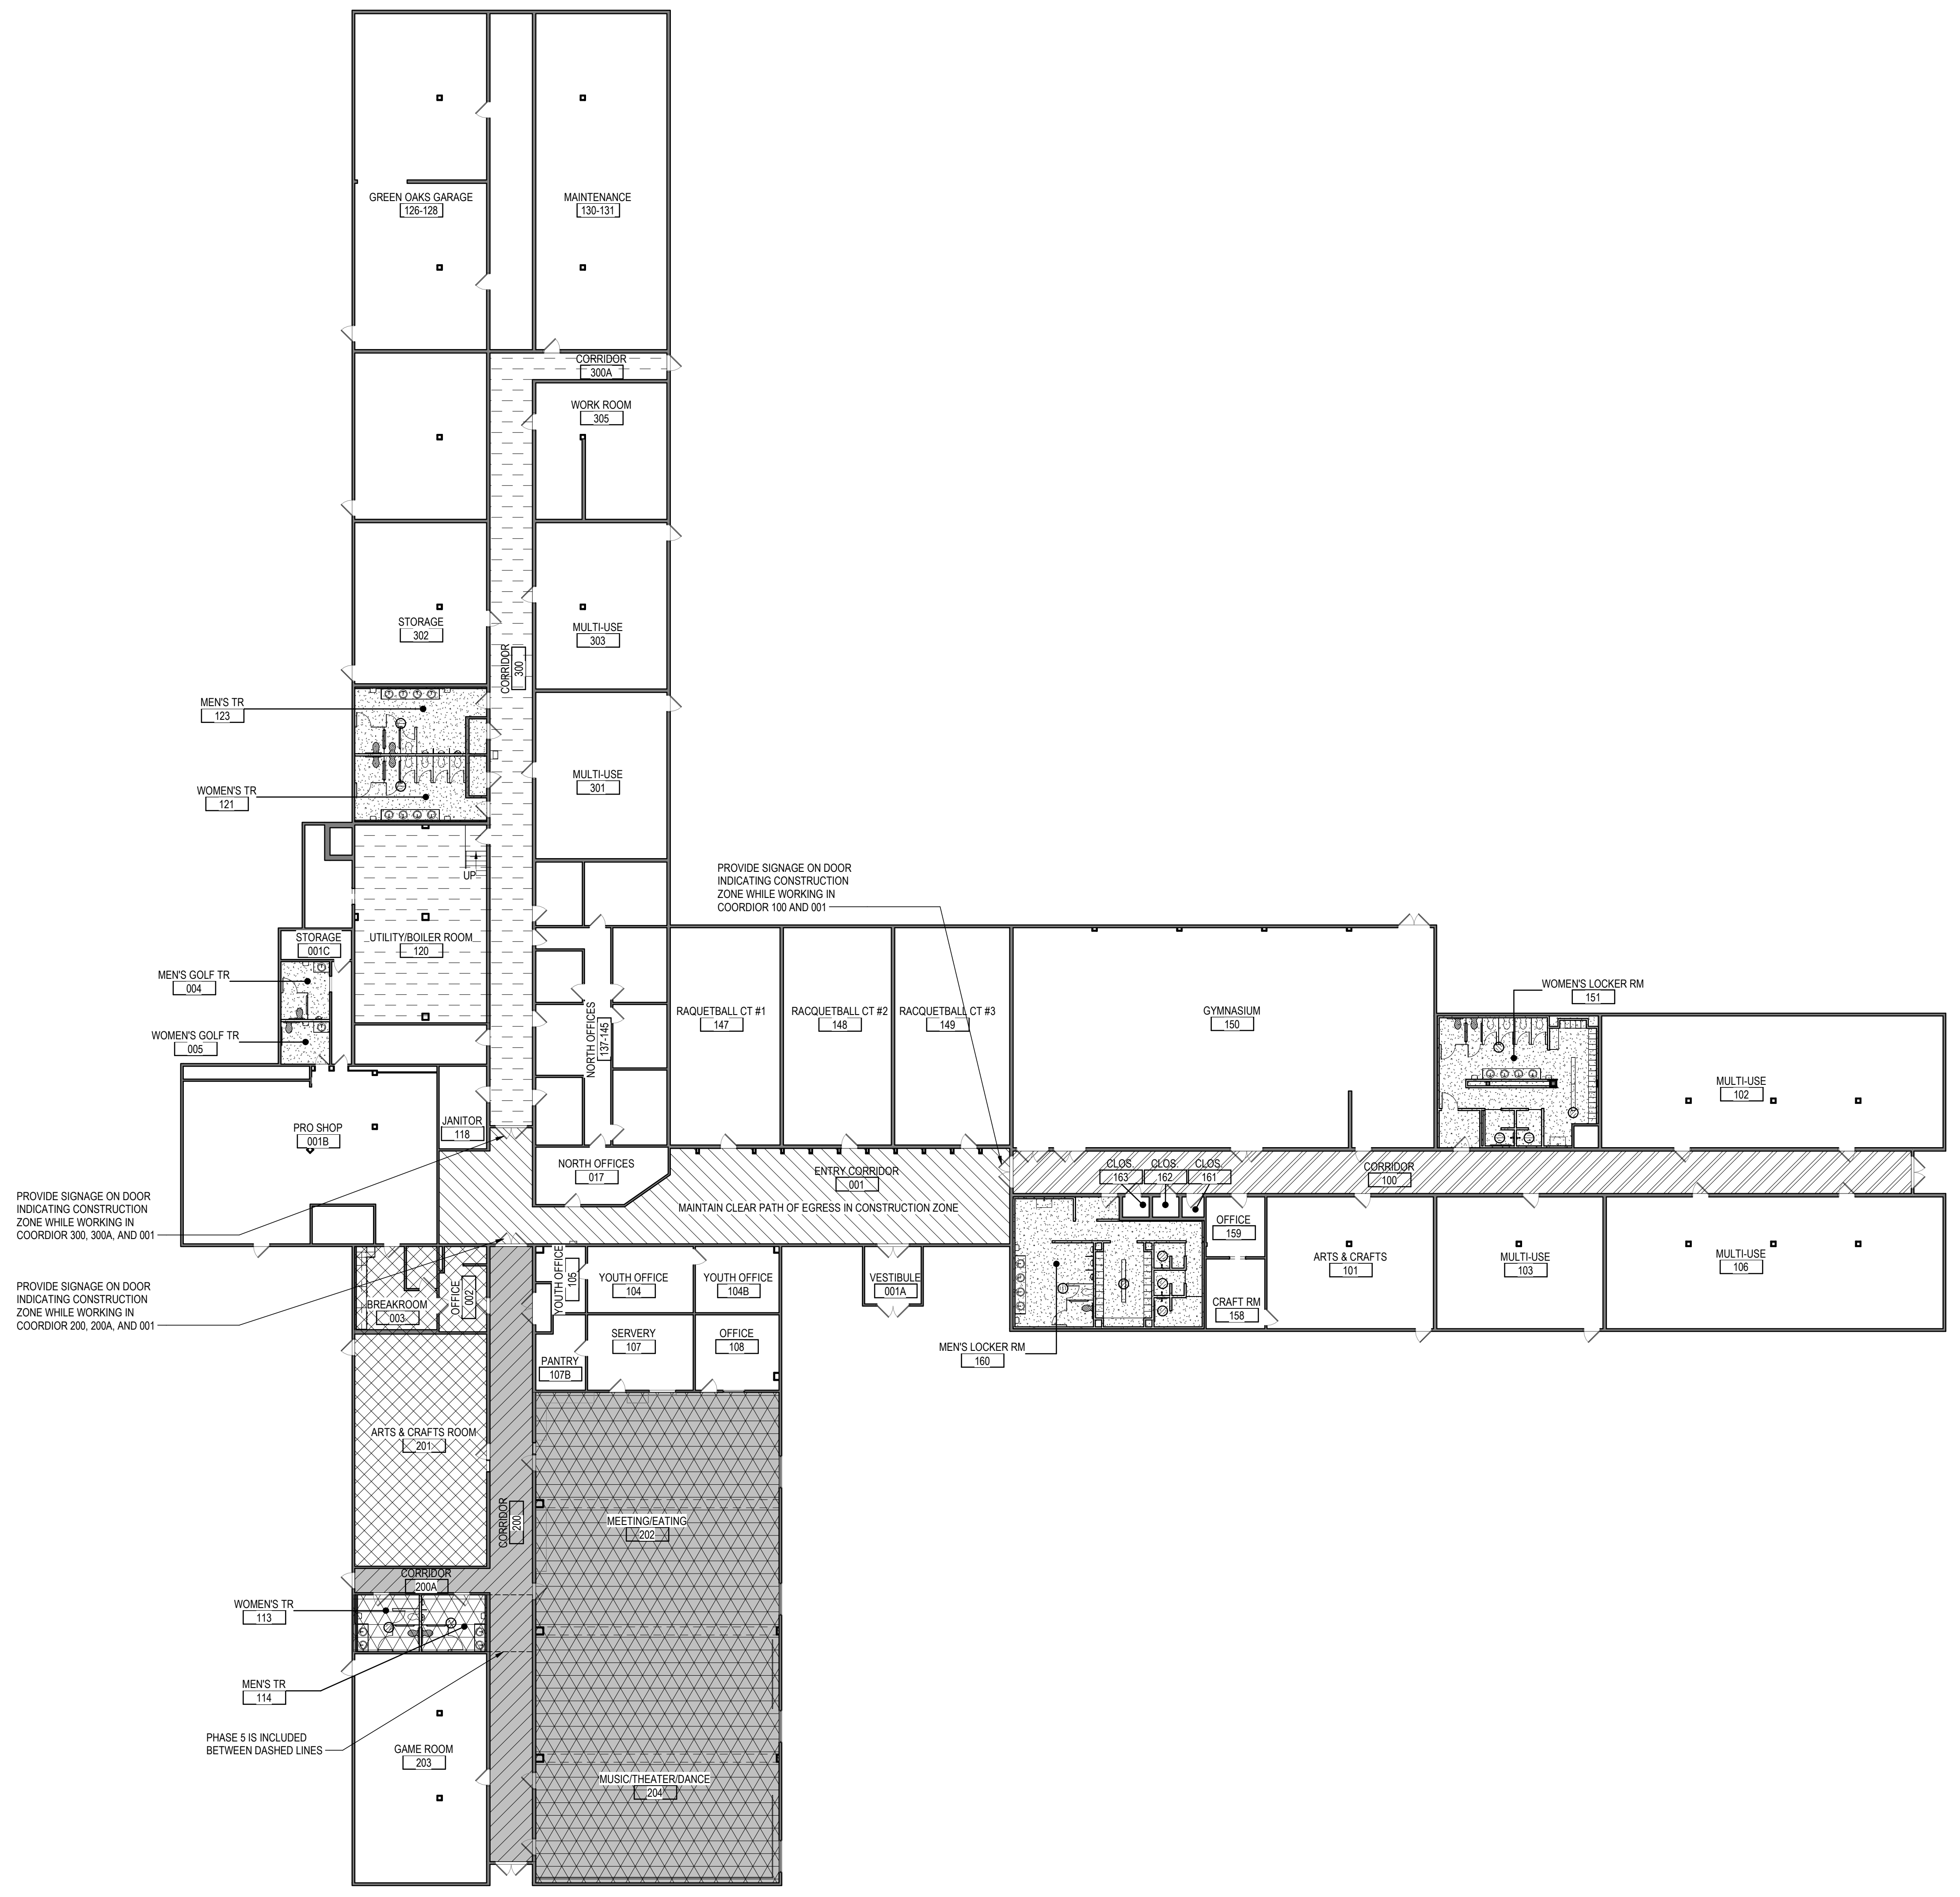 GREEN OAKS GARAGE
126-128
MAINTENANCE
130-131
CORRIDOR
300A
WORK ROOM
305
STORAGE
302
MULTI-USE
303
CORRIDOR
300
MEN'S TR
123
MULTI-USE
301
WOMEN'S TR
121
UP
PROVIDE SIGNAGE ON DOOR
INDICATING CONSTRUCTION
ZONE WHILE WORKING IN
COORDIOR 100 AND 001
STORAGE
001C
UTILITY/BOILER ROOM
120
MEN'S GOLF TR
004
WOMEN'S GOLF TR
005
NORTH OFFICES
137-145
RAQUETBALL CT #1
147
RACQUETBALL CT #2
148
RACQUETBALL CT #3
149
GYMNASIUM
150
WOMEN'S LOCKER RM
151
MULTI-USE
102
PRO SHOP
001B
JANITOR
118
NORTH OFFICES
017
ENTRY CORRIDOR
001
MAINTAIN CLEAR PATH OF EGRESS IN CONSTRUCTION ZONE
CLOS.
163
CLOS.
162
CLOS.
161
CORRIDOR
100
PROVIDE SIGNAGE ON DOOR
INDICATING CONSTRUCTION
ZONE WHILE WORKING IN
COORDIOR 300, 300A, AND 001
OFFICE
159
ARTS & CRAFTS
101
MULTI-USE
103
MULTI-USE
106
PROVIDE SIGNAGE ON DOOR
INDICATING CONSTRUCTION
ZONE WHILE WORKING IN
COORDIOR 200, 200A, AND 001
BREAKROOM
003
OFFICE
002
YOUTH OFFICE
105
YOUTH OFFICE
104
YOUTH OFFICE
104B
VESTIBULE
001A
CRAFT RM
158
MEN'S LOCKER RM
160
PANTRY
107B
SERVERY
107
OFFICE
108
ARTS & CRAFTS ROOM
201
CORRIDOR
200
MEETING/EATING
202
CORRIDOR
200A
WOMEN'S TR
113
MEN'S TR
114
PHASE 5 IS INCLUDED
BETWEEN DASHED LINES
GAME ROOM
203
MUSIC/THEATER/DANCE
204